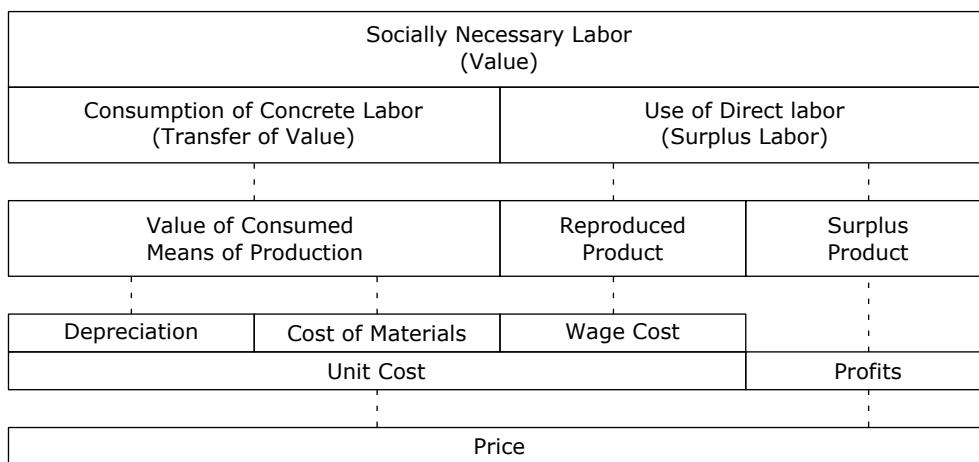 Socially Necessary Labor
(Value)
Consumption of Concrete Labor
(Transfer of Value)
Use of Direct labor
(Surplus Labor)
Value of Consumed
Means of Production
Reproduced
Product
Surplus
Product
Depreciation
Cost of Materials
Wage Cost
Unit Cost
Profits
Price